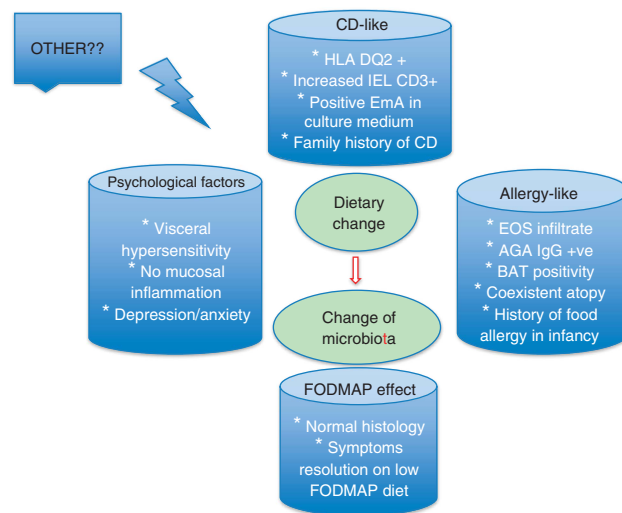 OTHER??
CD-like
* HLA DQ2 +
* Increased IEL CD3+
* Positive EmA in
culture medium
* Family history of CD
Psychological factors
* Visceral
hypersensitivity
* No mucosal
inflammation
* Depression/anxiety
Dietary
change
Allergy-like
* EOS infiltrate
* AGA IgG +ve
* BAT positivity
* Coexistent atopy
* History of food
allergy in infancy
Change of
microbiota
FODMAP effect
* Normal histology
* Symptoms
resolution on low
FODMAP diet